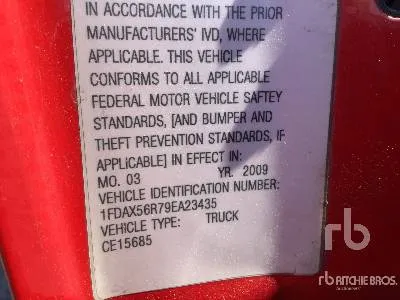 IN ACCORDANCE WITH THE PRIOR
MANUFACTURERS' IVD, WHERE
APPLICABLE. THIS VEHICLE
CONFORMS TO ALL APPLICABLE
FEDERAL MOTOR VEHICLE SAFTEY
STANDARDS, [AND BUMPER AND
THEFT PREVENTION STANDARDS, IF
APPLICABLE] IN EFFECT IN:
MO. 03 YR. 2009
VEHICLE IDENTIFICATION NUMBER:
1FDAX56R79EA23435
VEHICLE TYPE: TRUCK
CE15685
rb
rb RITCHIE BROS.
Auctioneers